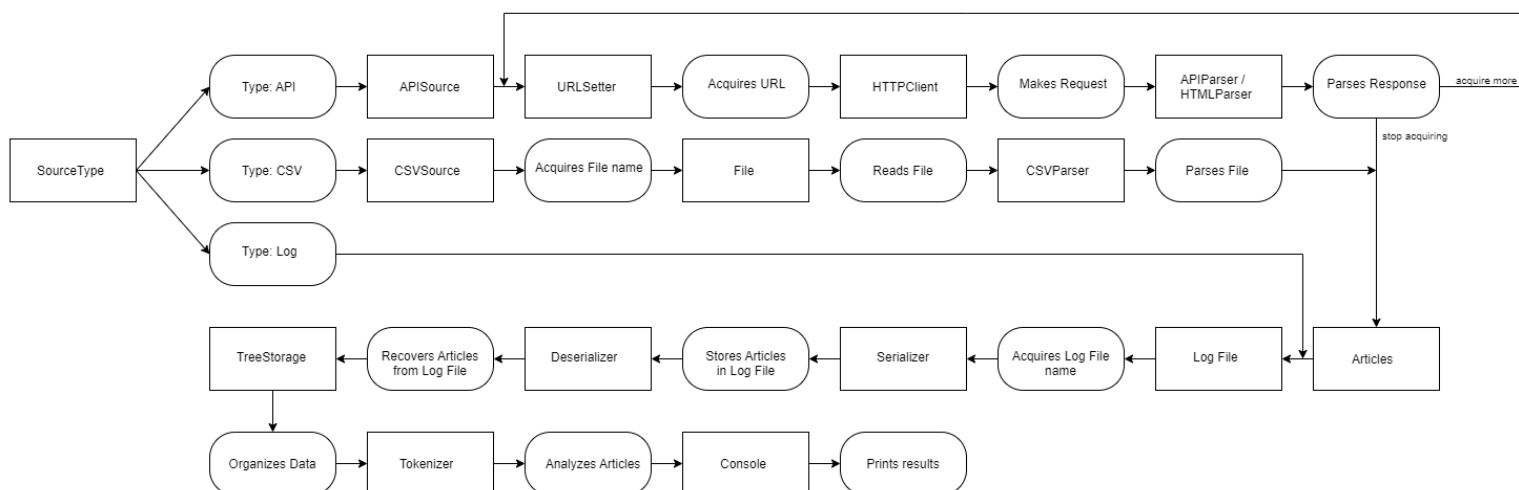 Type: API
APISource
URLSetter
Acquires URL
HTTPClient
Makes Request
APIParser /
HTMLParser
Parses Response
acquire more
stop acquiring
SourceType
Type: CSV
CSVSource
Acquires File name
File
Reads File
CSVParser
Parses File
Type: Log
TreeStorage
Recovers Articles
from Log File
Deserializer
Stores Articles
in Log File
Serializer
Acquires Log File
name
Log File
Articles
Organizes Data
Tokenizer
Analyzes Articles
Console
Prints results